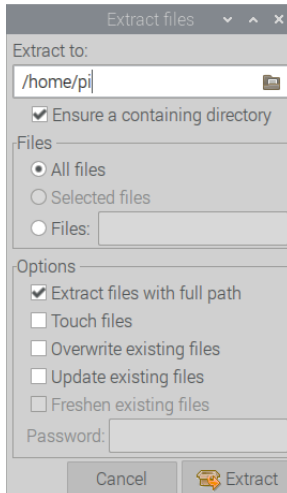 Extract files
Extract to:
/home/pi
Ensure a containing directory
Files
All files
Selected files
Files:
Options
Extract files with full path
Touch files
Overwrite existing files
Update existing files
Freshen existing files
Password:
Cancel
Extract